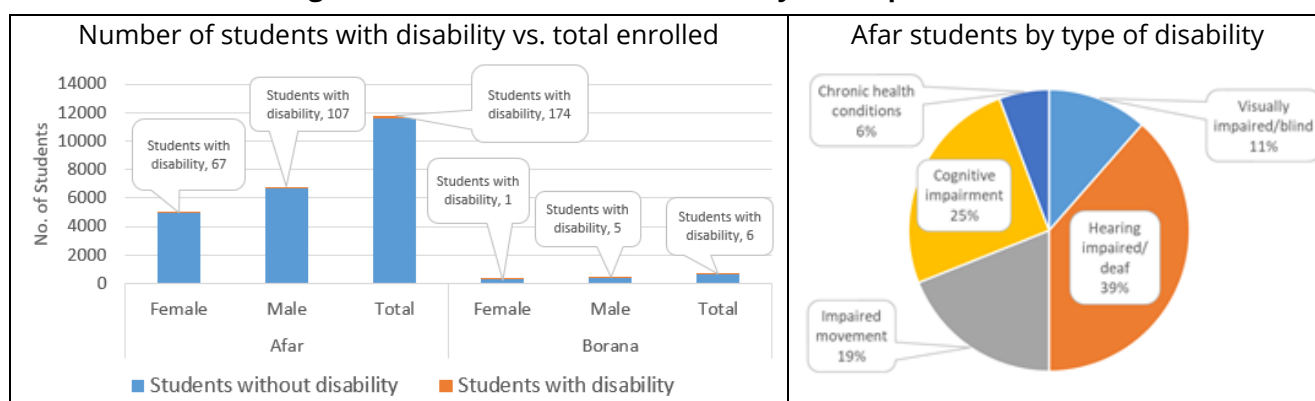 Number of students with disability vs. total enrolled
14000
12000
10000
8000
6000
4000
2000
0
No. of Students
Students with
disability, 67
Students with
disability, 107
Students with
disability, 174
Students with
disability, 1
Students with
disability, 5
Students with
disability, 6
Female
Male
Total
Female
Male
Total
Afar
Borana
Students without disability
Students with disability
Afar students by type of disability
Chronic health
conditions
6%
Visually
impaired/blind
11%
Cognitive
impairment
25%
Hearing
impaired/
deaf
39%
Impaired
movement
19%